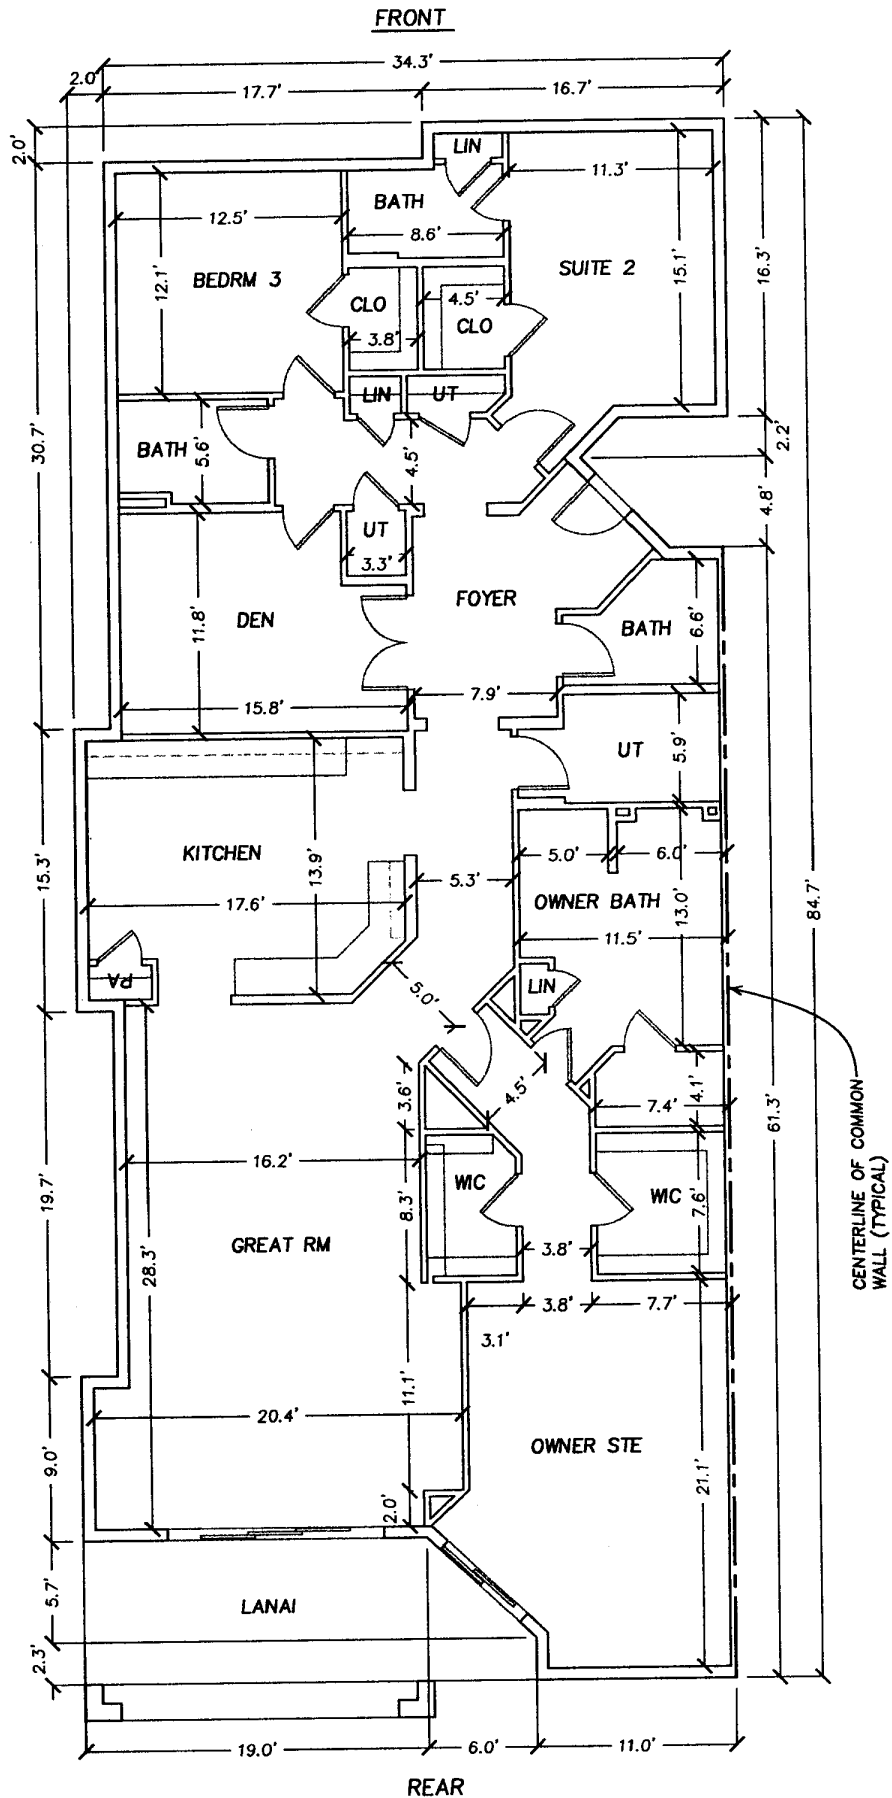 FRONT
34.3'
2.0'
17.7'
16.7'
2.0'
LIN
11.3'
BATH
12.5'
8.6'
12.1'
BEDRM 3
SUITE 2
15.1'
16.3'
CLO
4.5'
CLO
3.8'
LIN
UT
30.7'
BATH
5.6'
4.5'
2.2'
4.8'
UT
3.3'
FOYER
11.8'
DEN
BATH
6.6'
15.8'
7.9'
UT
5.9'
KITCHEN
13.9'
5.0'
6.0'
15.3'
17.6'
5.3'
OWNER BATH
13.0'
11.5'
84.7'
PA
5.0'
LIN
3.6'
4.5'
7.4'
4.1'
61.3'
16.2'
WIC
8.3'
WIC
7.6'
19.7'
GREAT RM
28.3'
3.8'
CENTERLINE OF COMMON
WALL (TYPICAL)
3.8'
7.7'
3.1'
11.1'
20.4'
OWNER STE
9.0'
21.1'
2.0'
5.7'
LANAI
2.3'
19.0'
6.0'
11.0'
REAR